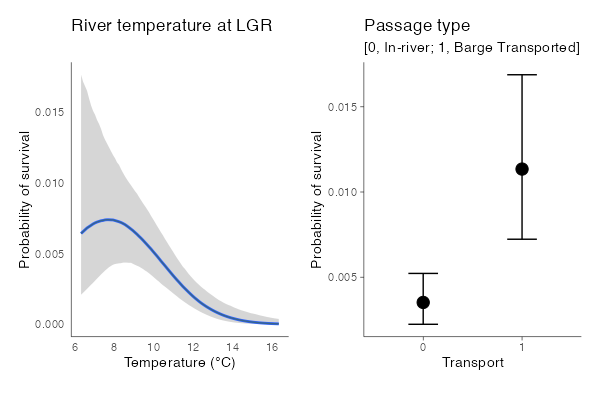 River temperature at LGR
Probability of survival
0.015
0.010
0.005
0.000
6 8 10 12 14 16
Temperature (°C)
Passage type
[0, In-river; 1, Barge Transported]
Probability of survival
0.015
0.010
0.005
0 1
Transport